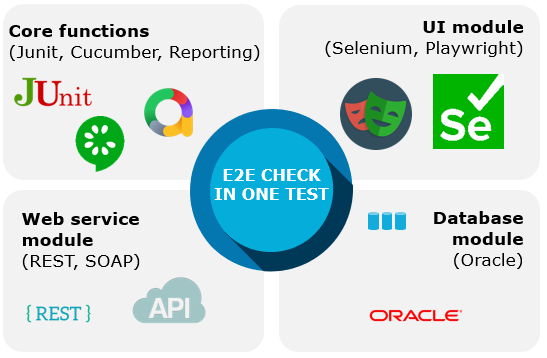 Core functions
(Junit, Cucumber, Reporting)
JUnit
UI module
(Selenium, Playwright)
Se
E2E CHECK
IN ONE TEST
Web service
module
(REST, SOAP)
{ REST }
API
Database
module
(Oracle)
ORACLE